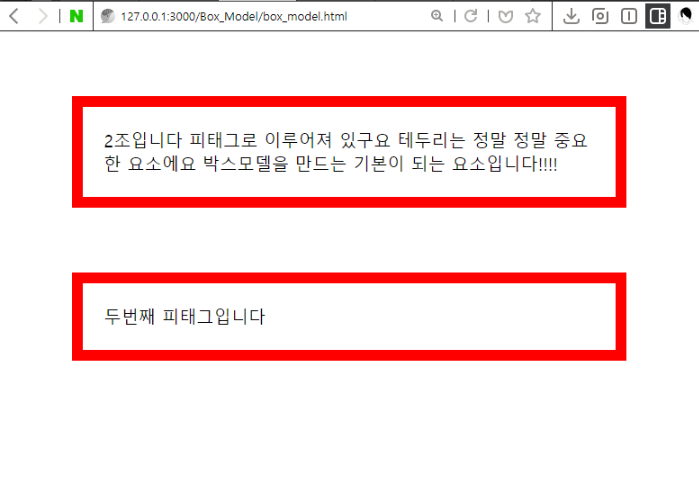 N
127.0.0.1:3000/Box_Model/box_model.html
2조입니다 피태그로 이루어져 있구요 테두리는 정말 정말 중요
한 요소에요 박스모델을 만드는 기본이 되는 요소입니다!!!!
두번째 피태그입니다